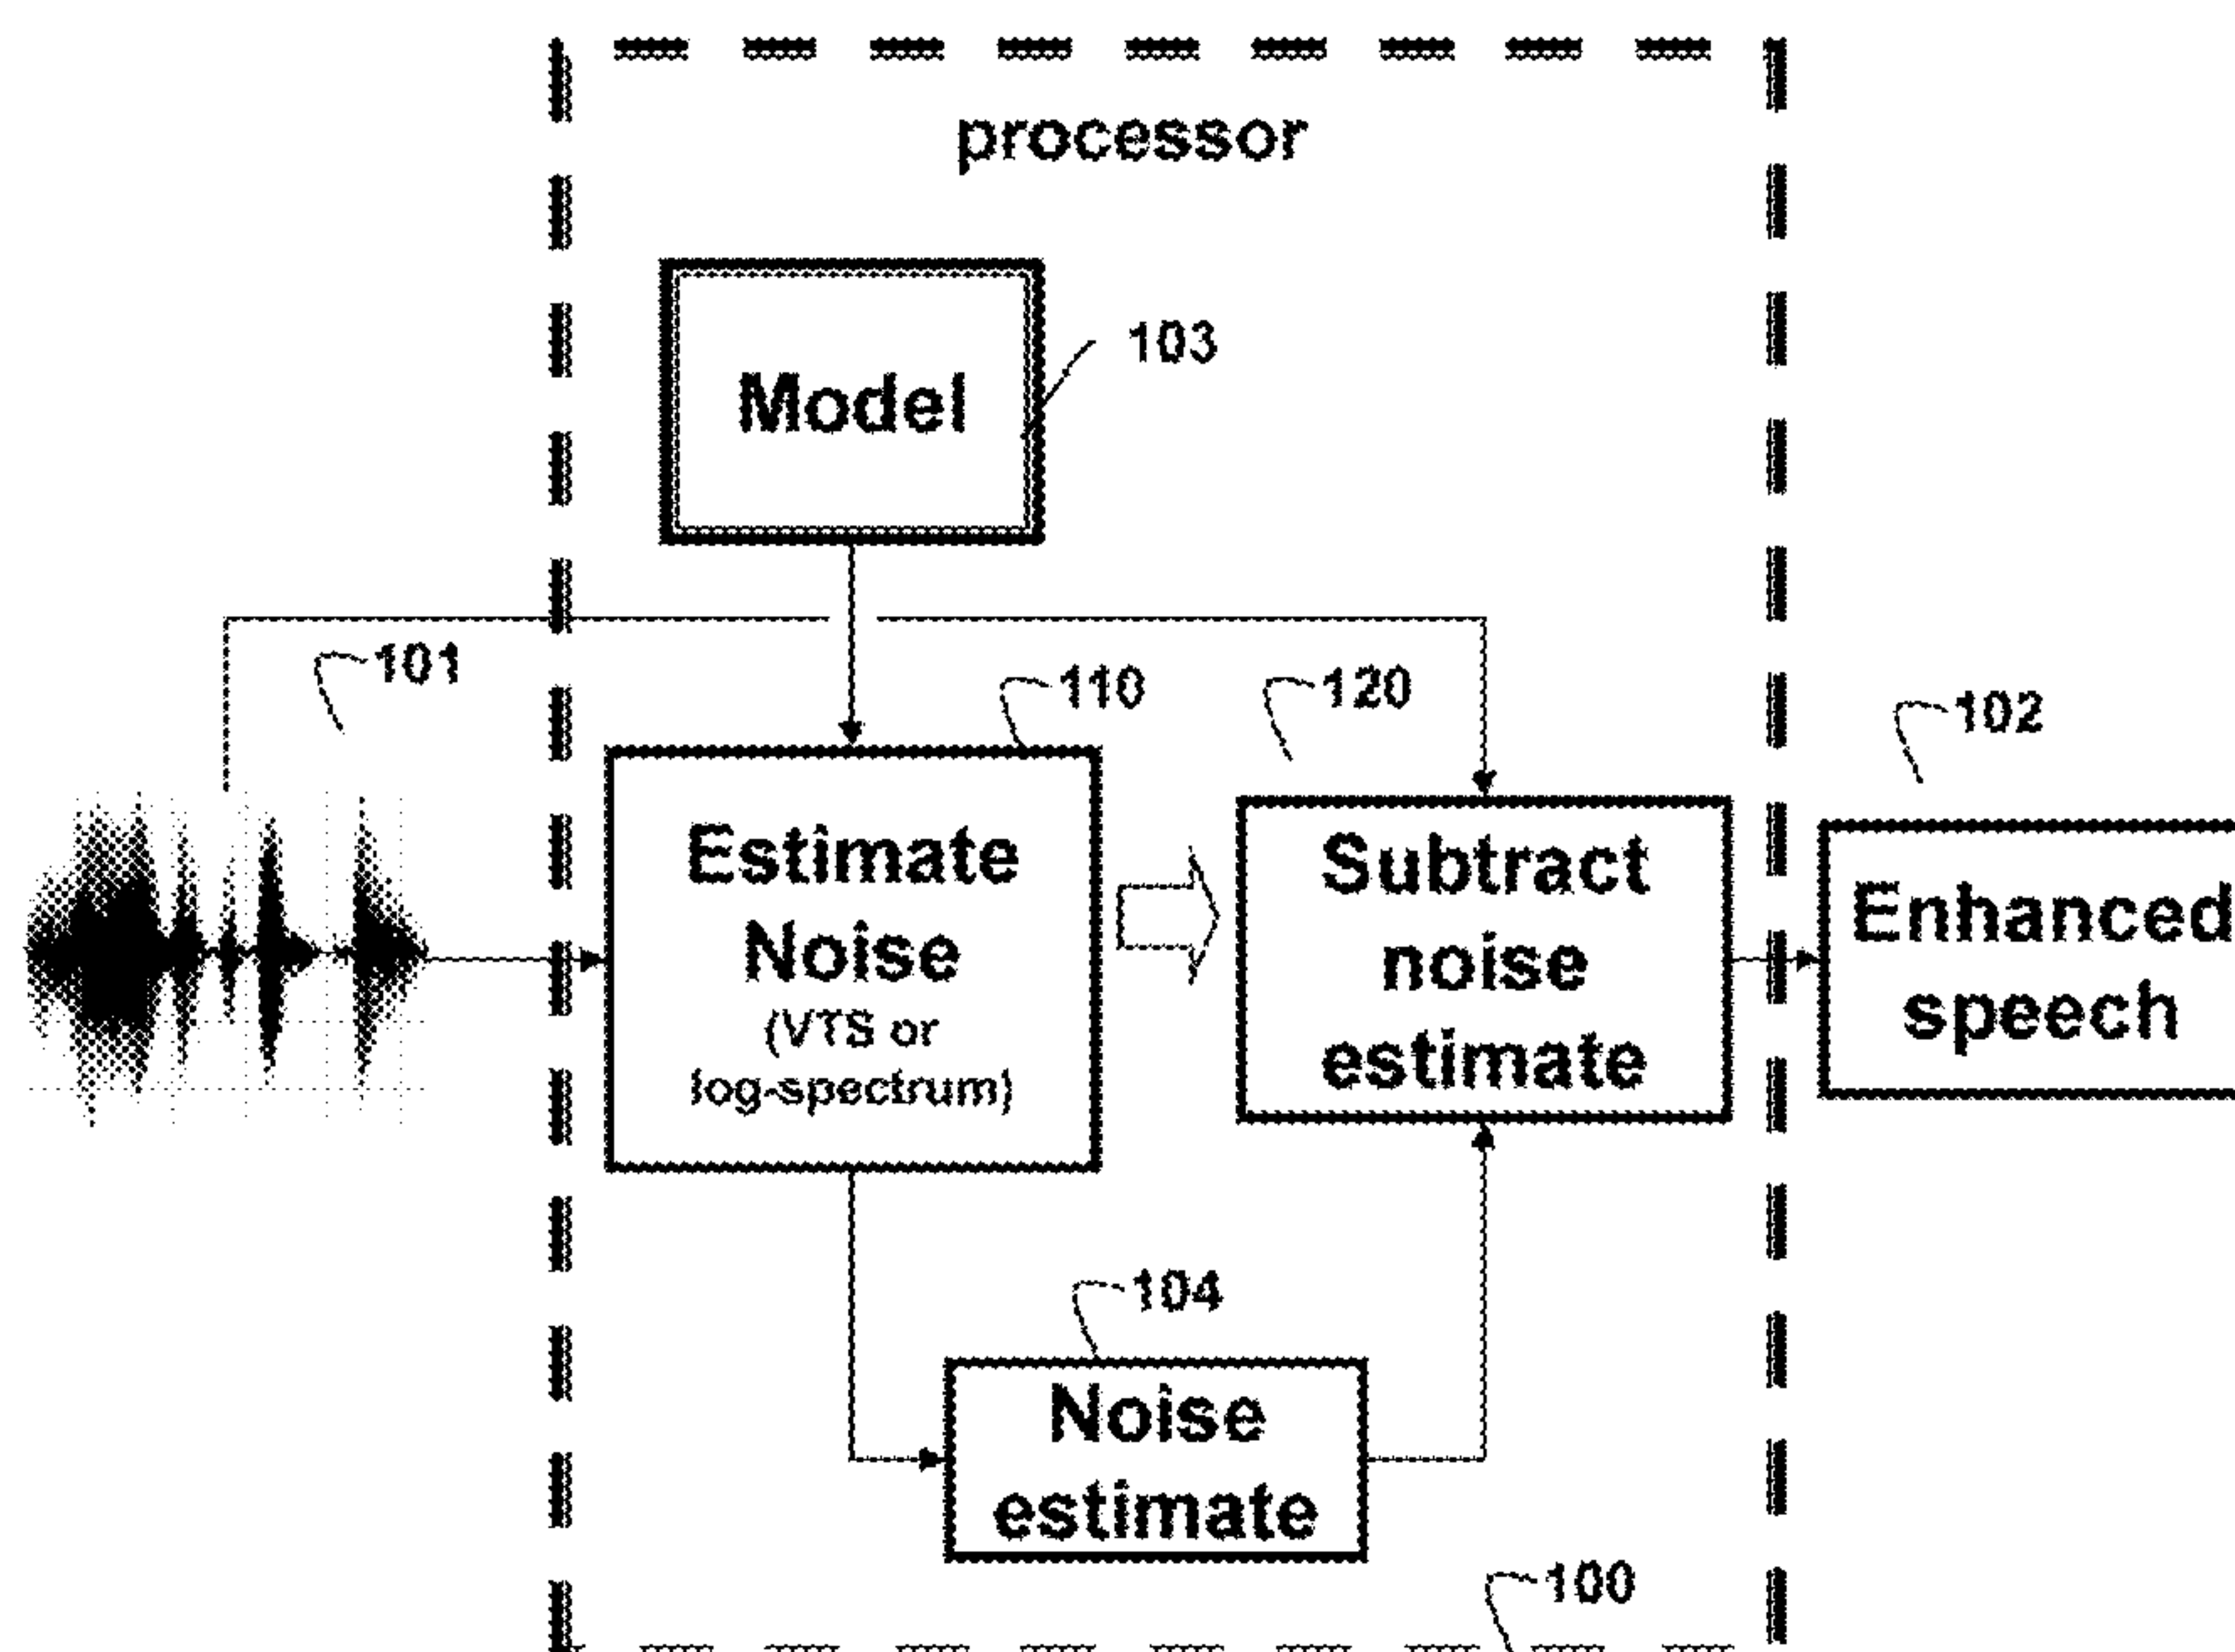 processor
Model
103
101
110
120
102
Estimate
Noise
(VTS or
log-spectrum)
Subtract
noise
estimate
Enhanced
speech
104
Noise
estimate
100